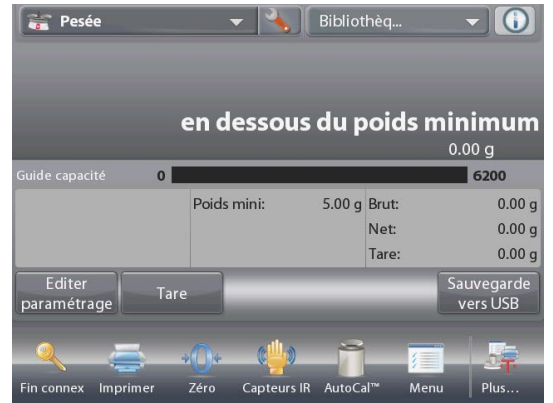 Pesée
Bibliothèq...
en dessous du poids minimum
0.00 g
Guide capacité 0 6200
Poids mini: 5.00 g Brut: 0.00 g
Net: 0.00 g
Tare: 0.00 g
Editer paramétrage
Tare
Sauvegarde vers USB
Fin connex Imprimer Zéro Capteurs IR AutoCal™ Menu Plus...